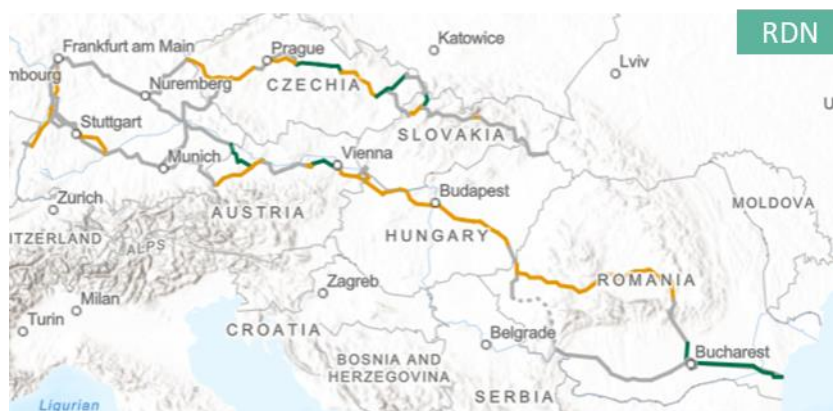 RDN
Frankfurt am Main
Prague
Katowice
Lviv
mbourg
Nuremberg
CZECHIA
Stuttgart
SLOVAKIA
Munich
Vienna
Zurich
AUSTRIA
Budapest
MOLDOVA
ITZERLAND
ALPS
HUNGARY
ROMANIA
Milan
Zagreb
Turin
CROATIA
Belgrade
Bucharest
BOSNIA AND
HERZEGOVINA
SERBIA
Ligurian
U